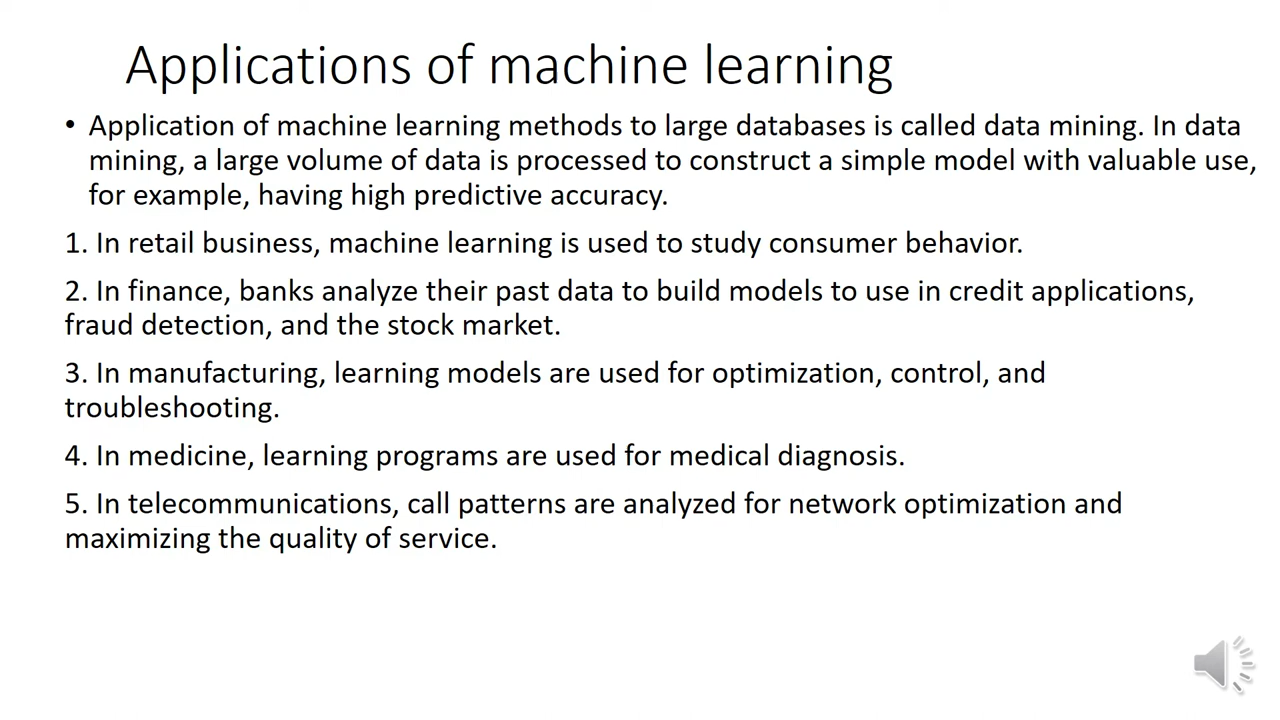 Applications of machine learning
• Application of machine learning methods to large databases is called data mining. In data
mining, a large volume of data is processed to construct a simple model with valuable use,
for example, having high predictive accuracy.
1. In retail business, machine learning is used to study consumer behavior.
2. In finance, banks analyze their past data to build models to use in credit applications,
fraud detection, and the stock market.
3. In manufacturing, learning models are used for optimization, control, and
troubleshooting.
4. In medicine, learning programs are used for medical diagnosis.
5. In telecommunications, call patterns are analyzed for network optimization and
maximizing the quality of service.